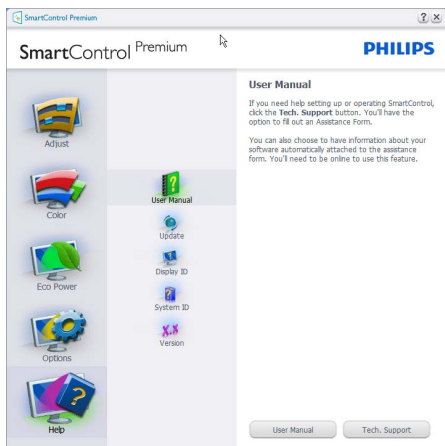 SmartControl Premium
SmartControl Premium
PHILIPS
Adjust
Color
Eco Power
Options
Help
User Manual
Update
Display ID
System ID
X.X
Version
User Manual
If you need help setting up or operating SmartControl,
click the Tech. Support button. You'll have the
option to fill out an Assistance Form.
You can also choose to have information about your
software automatically attached to the assistance
form. You'll need to be online to use this feature.
User Manual
Tech. Support